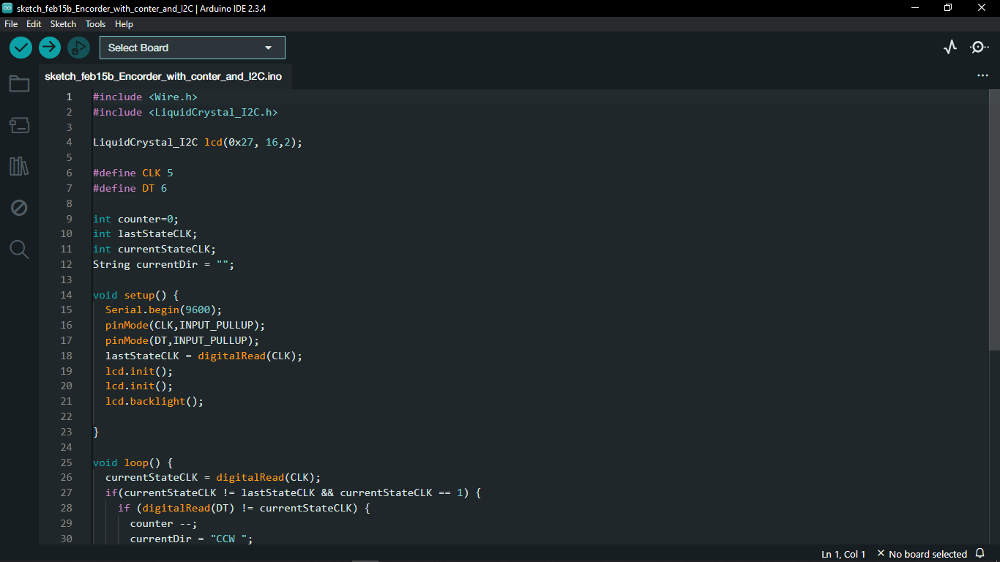 sketch_feb15b_Encorder_with_conter_and_I2C | Arduino IDE 2.3.4
File Edit Sketch Tools Help
Select Board
sketch_feb15b_Encorder_with_conter_and_I2C.ino
1 #include <Wire.h>
2 #include <LiquidCrystal_I2C.h>
3
4 LiquidCrystal_I2C lcd(0x27, 16,2);
5
6 #define CLK 5
7 #define DT 6
8
9 int counter=0;
10 int lastStateCLK;
11 int currentStateCLK;
12 String currentDir = "";
13
14 void setup() {
15 Serial.begin(9600);
16 pinMode(CLK,INPUT_PULLUP);
17 pinMode(DT,INPUT_PULLUP);
18 lastStateCLK = digitalRead(CLK);
19 lcd.init();
20 lcd.init();
21 lcd.backlight();
22
23 }
24
25 void loop() {
26 currentStateCLK = digitalRead(CLK);
27 if(currentStateCLK != lastStateCLK && currentStateCLK == 1) {
28 if (digitalRead(DT) != currentStateCLK) {
29 counter --;
30 currentDir = "CCW ";
Ln 1, Col 1 × No board selected